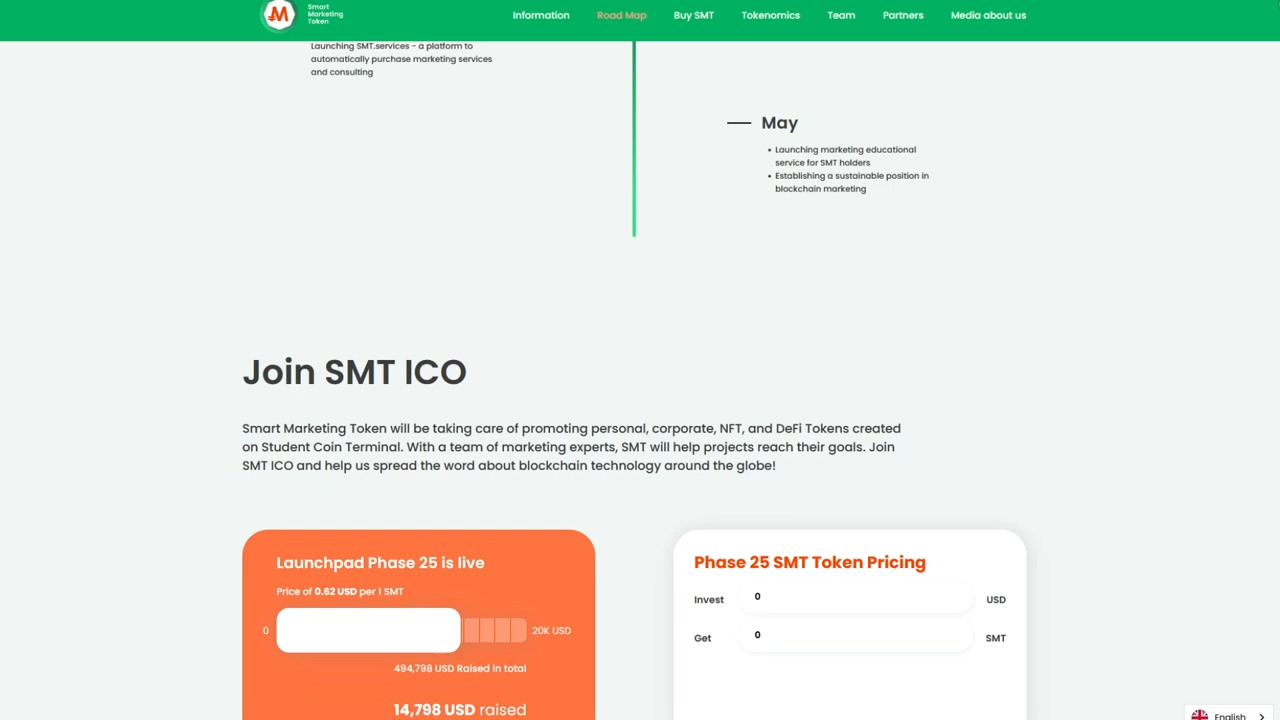 Smart
Marketing
Token
Information
Road Map
Buy SMT
Tokenomics
Team
Partners
Media about us
Launching SMT.services - a platform to
automatically purchase marketing services
and consulting
May
• Launching marketing educational
service for SMT holders
• Establishing a sustainable position in
blockchain marketing
Join SMT ICO
Smart Marketing Token will be taking care of promoting personal, corporate, NFT, and DeFi Tokens created
on Student Coin Terminal. With a team of marketing experts, SMT will help projects reach their goals. Join
SMT ICO and help us spread the word about blockchain technology around the globe!
Launchpad Phase 25 is live
Price of 0.62 USD per 1 SMT
0
20K USD
494,798 USD Raised in total
14,798 USD raised
Phase 25 SMT Token Pricing
Invest 0 USD
Get 0 SMT
English